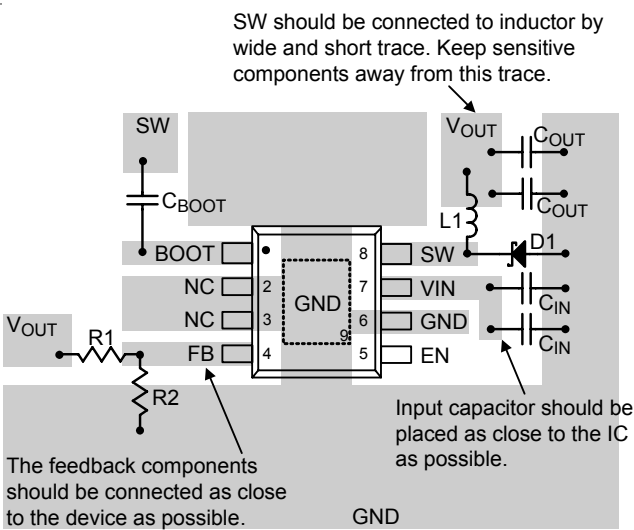 SW should be connected to inductor by
wide and short trace. Keep sensitive
components away from this trace.
SW
VOUT
COUT
CBOOT
COUT
L1
D1
BOOT
8
SW
NC
2
7
VIN
CIN
GND
NC
3
6
GND
9
CIN
VOUT
R1
FB
4
5
EN
R2
Input capacitor should be
placed as close to the IC
as possible.
The feedback components
should be connected as close
to the device as possible.
GND